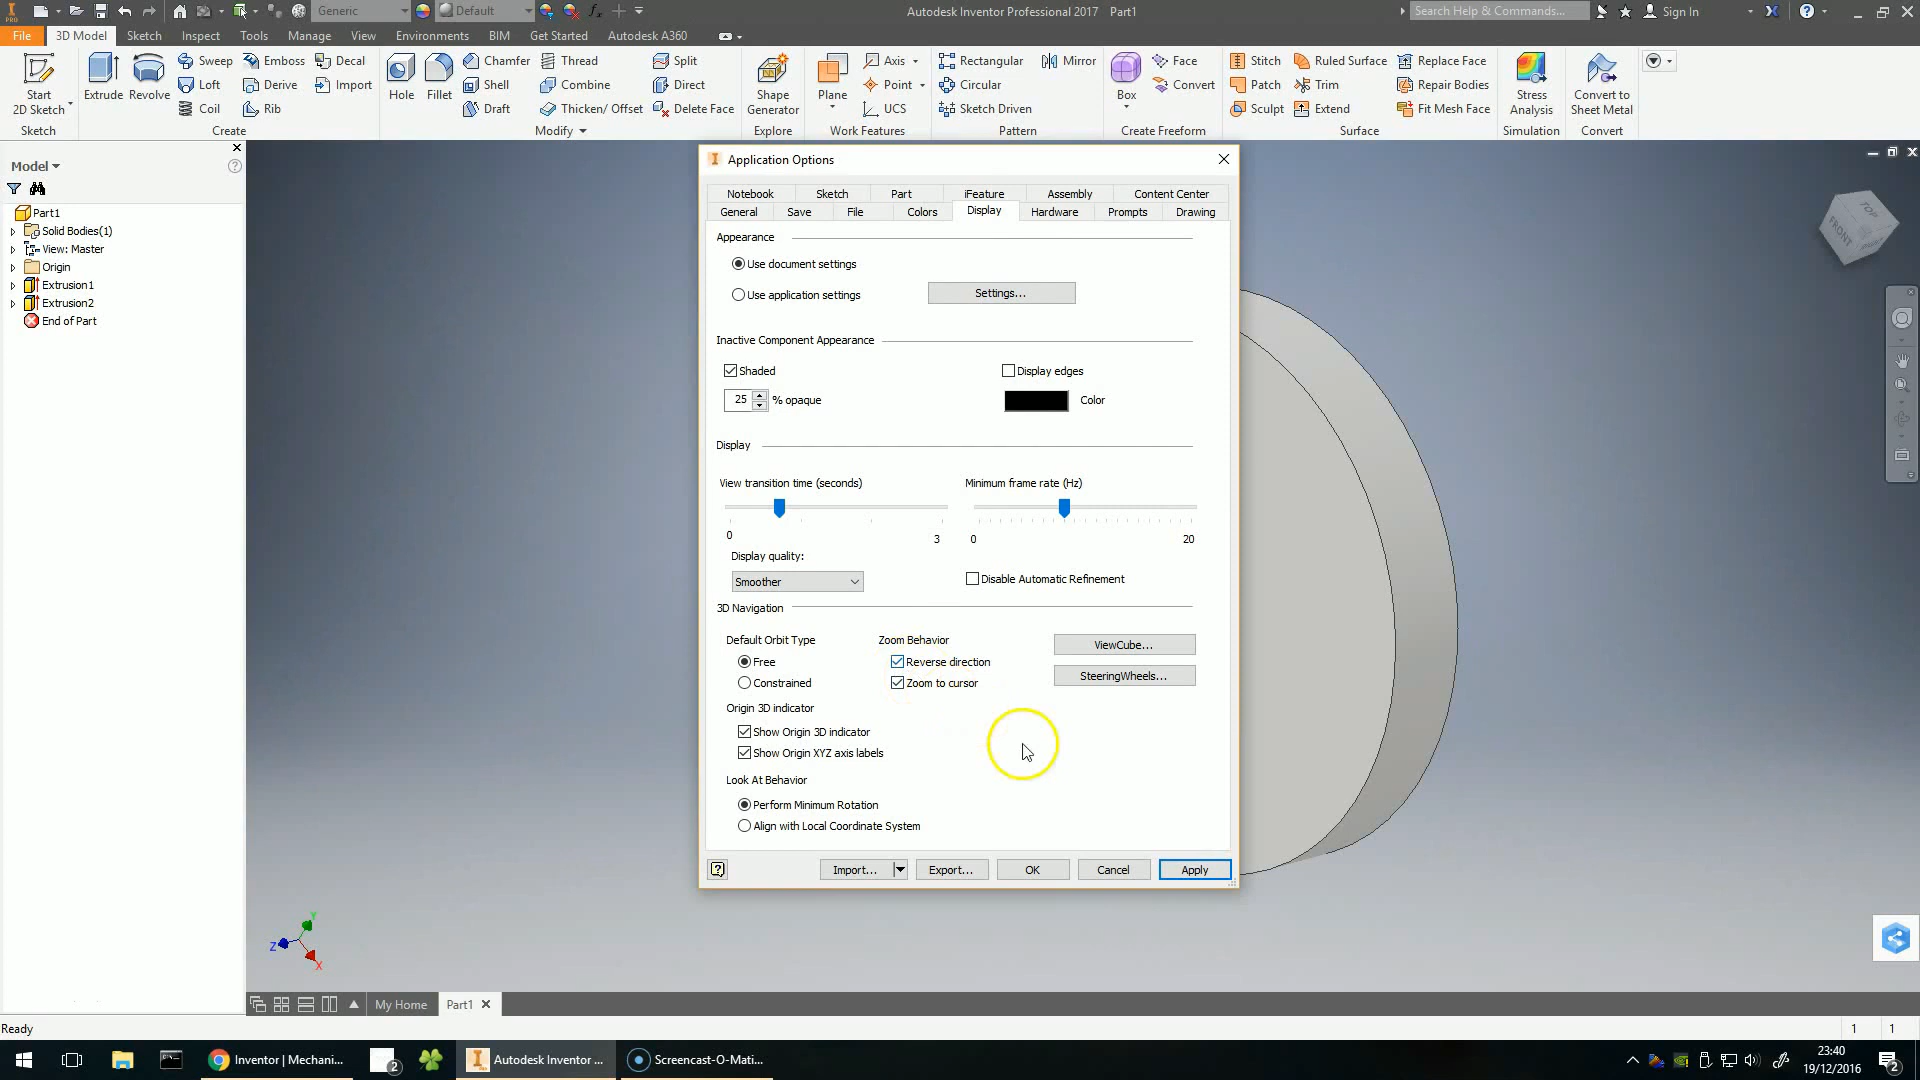 PRO Generic Default fx Autodesk Inventor Professional 2017 Part1 Search Help & Commands... Sign In
File 3D Model Sketch Inspect Tools Manage View Environments BIM Get Started Autodesk A360
Start 2D Sketch
Extrude Revolve Sweep Loft Coil Emboss Derive Rib Decal Import
Hole Fillet Chamfer Shell Draft Thread Combine Thicken/ Offset Split Direct Delete Face
Shape Generator
Plane Axis Point UCS
Rectangular Circular Sketch Driven Mirror
Box Face Convert
Stitch Patch Sculpt Ruled Surface Trim Extend Replace Face Repair Bodies Fit Mesh Face
Stress Analysis
Convert to Sheet Metal
Sketch Create Modify Explore Work Features Pattern Create Freeform Surface Simulation Convert
Model
Part1
Solid Bodies(1)
View: Master
Origin
Extrusion1
Extrusion2
End of Part
Application Options
Notebook Sketch Part iFeature Assembly Content Center
General Save File Colors Display Hardware Prompts Drawing
Appearance
Use document settings
Use application settings Settings...
Inactive Component Appearance
Shaded Display edges
25 % opaque Color
Display
View transition time (seconds) Minimum frame rate (Hz)
0 3 0 20
Display quality:
Smoother Disable Automatic Refinement
3D Navigation
Default Orbit Type Zoom Behavior ViewCube...
Free Reverse direction
Constrained Zoom to cursor SteeringWheels...
Origin 3D indicator
Show Origin 3D indicator
Show Origin XYZ axis labels
Look At Behavior
Perform Minimum Rotation
Align with Local Coordinate System
Import... Export... OK Cancel Apply
TOP
FRONT
Y
Z
X
My Home Part1
Ready 1 1
Inventor | Mechani... 2 Autodesk Inventor ... Screencast-O-Mati... 23:40
19/12/2016 2